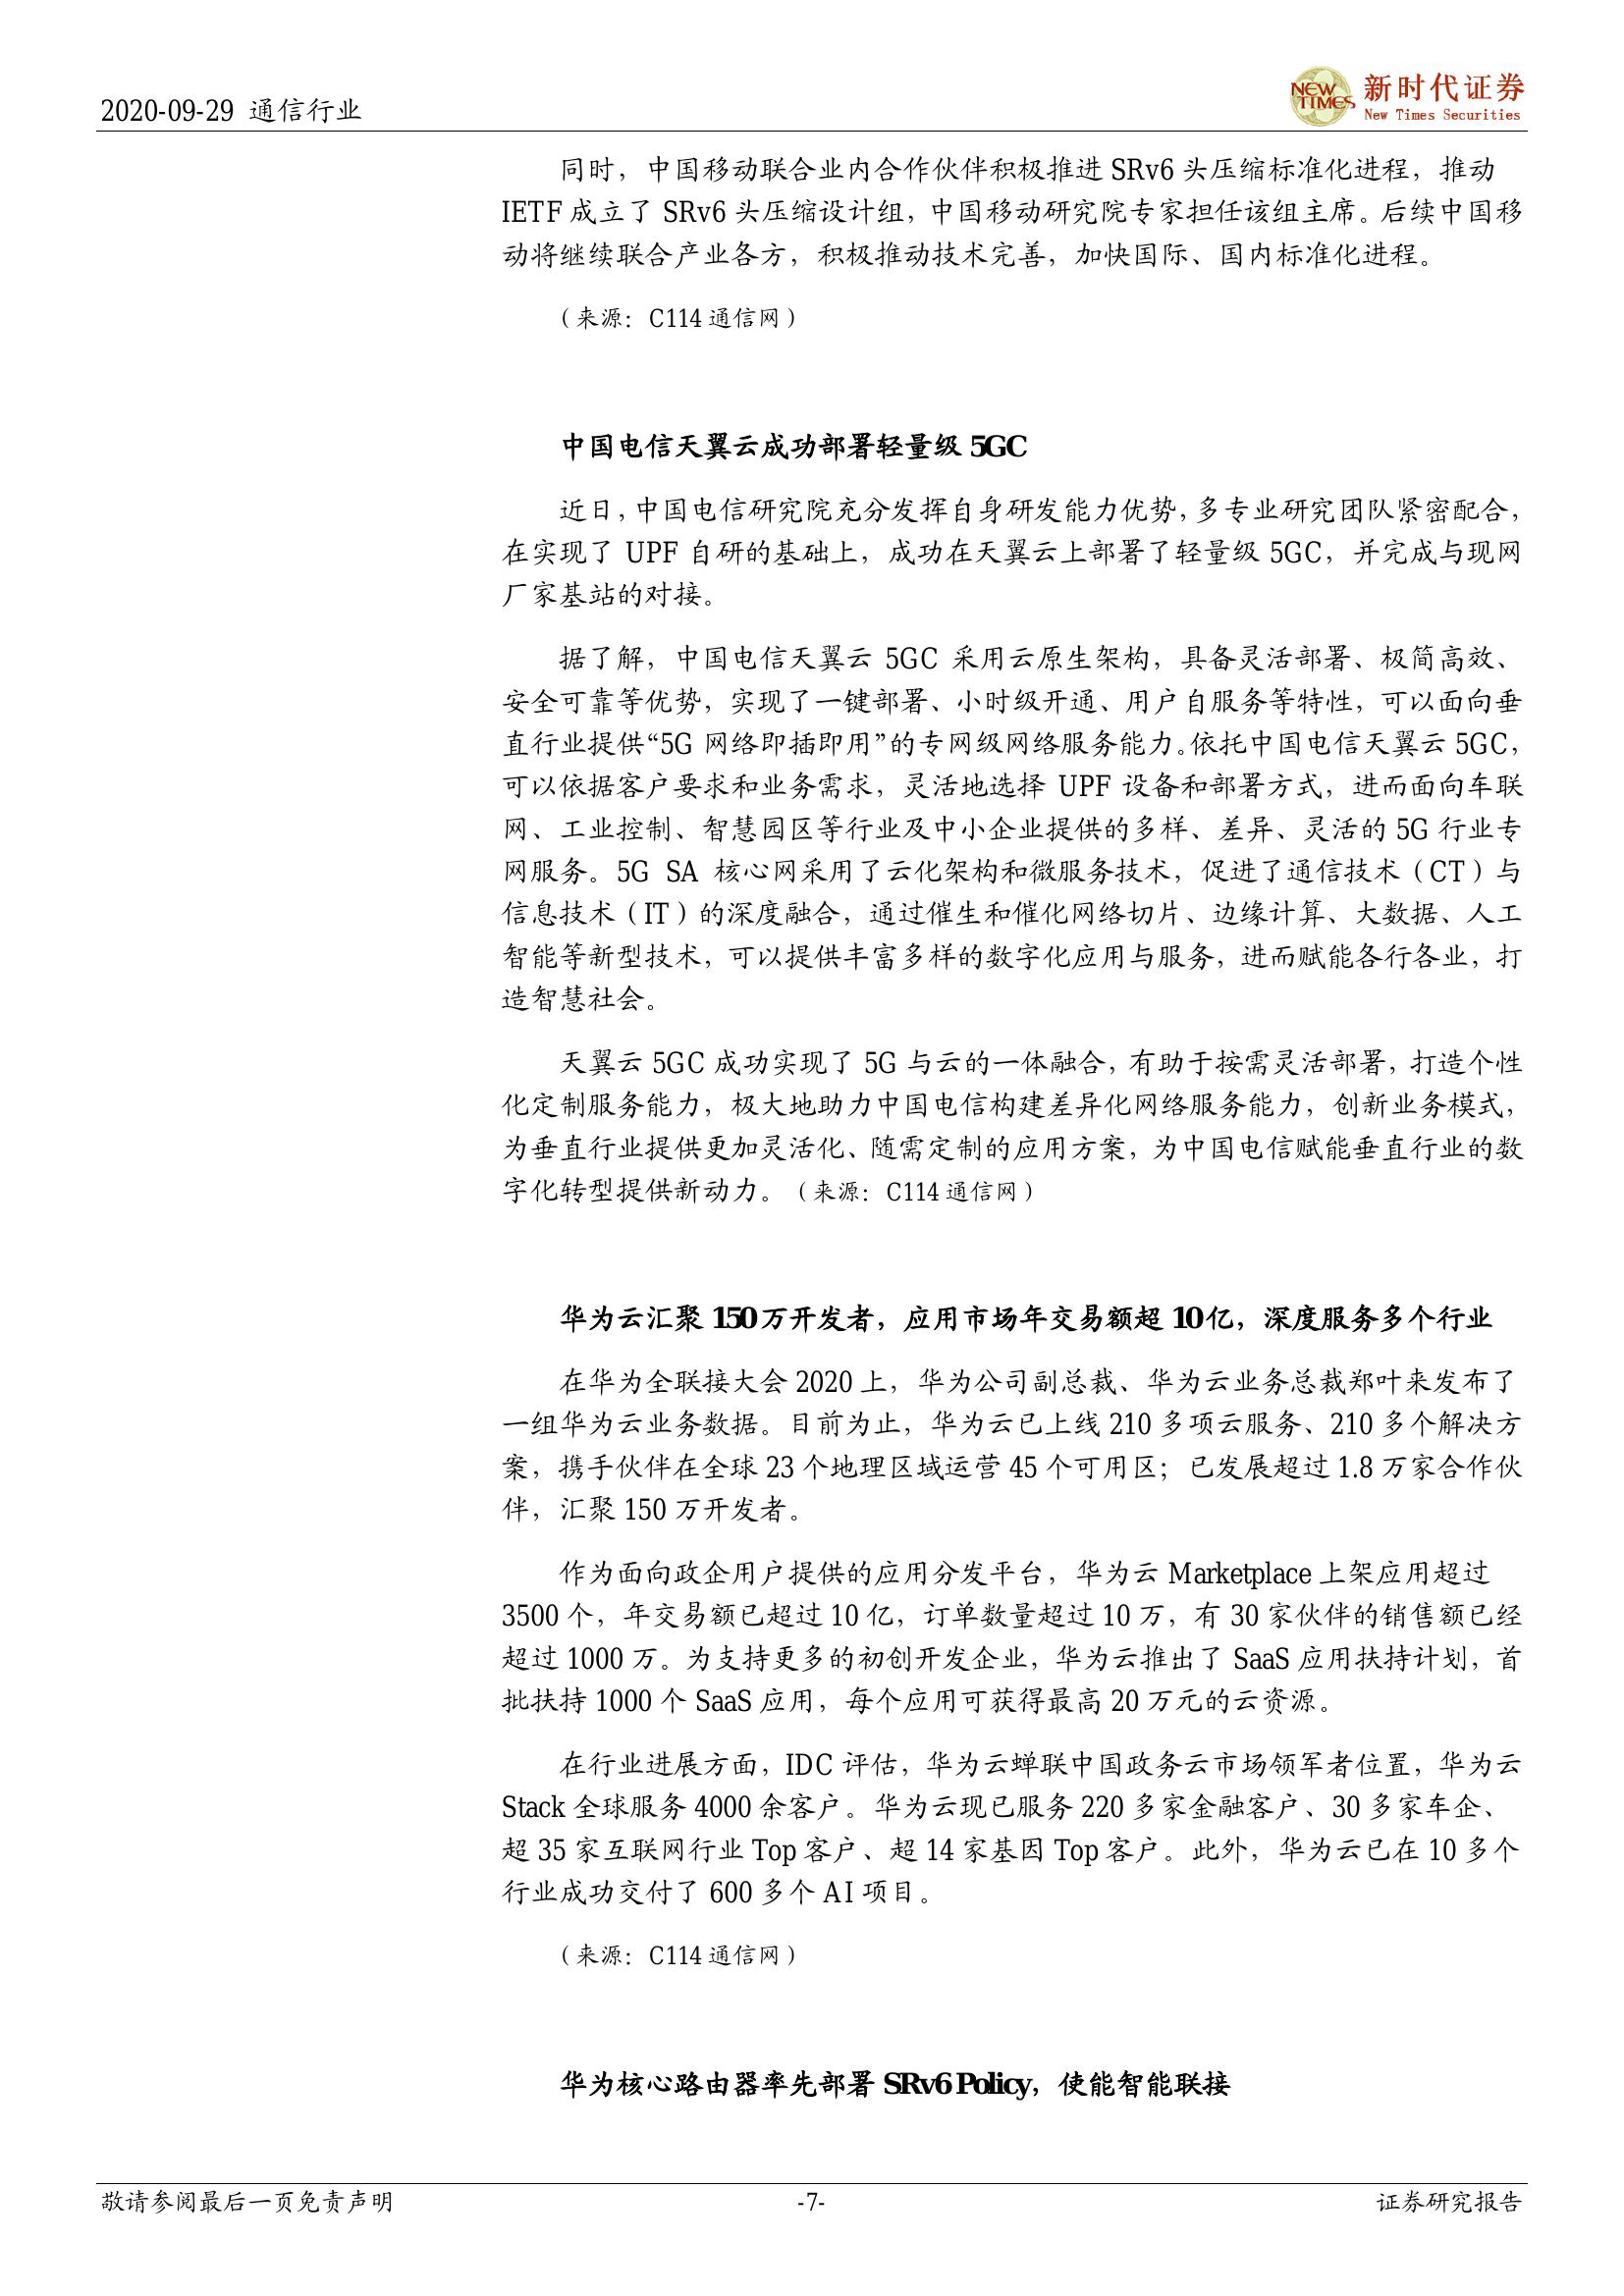 2020-09-29 通信行业
NEW TIMES
新时代证券
New Times Securities
同时，中国移动联合业内合作伙伴积极推进 SRv6 头压缩标准化进程，推动
IETF 成立了 SRv6 头压缩设计组，中国移动研究院专家担任该组主席。后续中国移
动将继续联合产业各方，积极推动技术完善，加快国际、国内标准化进程。
（来源：C114 通信网）
中国电信天翼云成功部署轻量级 5GC
近日，中国电信研究院充分发挥自身研发能力优势，多专业研究团队紧密配合，
在实现了 UPF 自研的基础上，成功在天翼云上部署了轻量级 5GC，并完成与现网
厂家基站的对接。
据了解，中国电信天翼云 5GC 采用云原生架构，具备灵活部署、极简高效、
安全可靠等优势，实现了一键部署、小时级开通、用户自服务等特性，可以面向垂
直行业提供“5G 网络即插即用”的专网级网络服务能力。依托中国电信天翼云 5GC，
可以依据客户要求和业务需求，灵活地选择 UPF 设备和部署方式，进而面向车联
网、工业控制、智慧园区等行业及中小企业提供的多样、差异、灵活的 5G 行业专
网服务。5G SA 核心网采用了云化架构和微服务技术，促进了通信技术（CT）与
信息技术（IT）的深度融合，通过催生和催化网络切片、边缘计算、大数据、人工
智能等新型技术，可以提供丰富多样的数字化应用与服务，进而赋能各行各业，打
造智慧社会。
天翼云 5GC 成功实现了 5G 与云的一体融合，有助于按需灵活部署，打造个性
化定制服务能力，极大地助力中国电信构建差异化网络服务能力，创新业务模式，
为垂直行业提供更加灵活化、随需定制的应用方案，为中国电信赋能垂直行业的数
字化转型提供新动力。（来源：C114 通信网）
华为云汇聚 150 万开发者，应用市场年交易额超 10 亿，深度服务多个行业
在华为全联接大会 2020 上，华为公司副总裁、华为云业务总裁郑叶来发布了
一组华为云业务数据。目前为止，华为云已上线 210 多项云服务、210 多个解决方
案，携手伙伴在全球 23 个地理区域运营 45 个可用区；已发展超过 1.8 万家合作伙
伴，汇聚 150 万开发者。
作为面向政企用户提供的应用分发平台，华为云 Marketplace 上架应用超过
3500 个，年交易额已超过 10 亿，订单数量超过 10 万，有 30 家伙伴的销售额已经
超过 1000 万。为支持更多的初创开发企业，华为云推出了 SaaS 应用扶持计划，首
批扶持 1000 个 SaaS 应用，每个应用可获得最高 20 万元的云资源。
在行业进展方面，IDC 评估，华为云蝉联中国政务云市场领军者位置，华为云
Stack 全球服务 4000 余客户。华为云现已服务 220 多家金融客户、30 多家车企、
超 35 家互联网行业 Top 客户、超 14 家基因 Top 客户。此外，华为云已在 10 多个
行业成功交付了 600 多个 AI 项目。
（来源：C114 通信网）
华为核心路由器率先部署 SRv6 Policy，使能智能联接
敬请参阅最后一页免责声明
-7-
证券研究报告